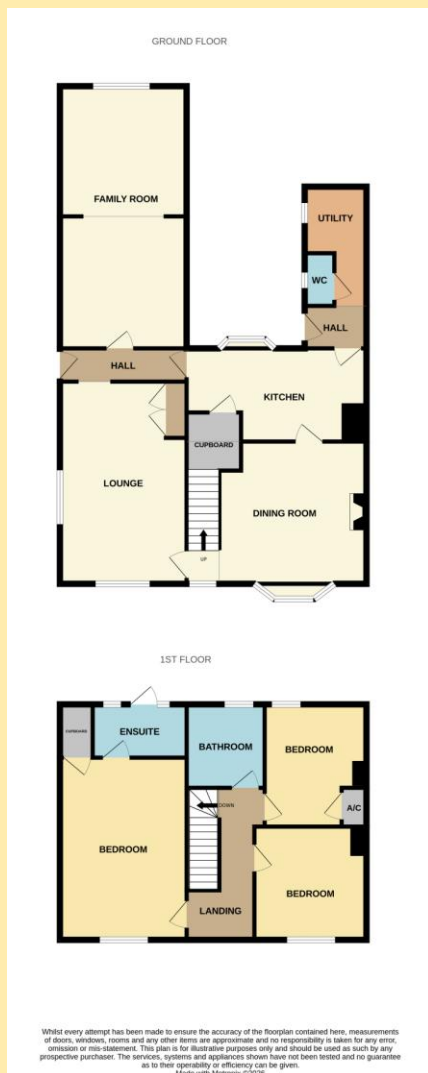 GROUND FLOOR
FAMILY ROOM
UTILITY
WC
HALL
HALL
KITCHEN
CUPBOARD
LOUNGE
DINING ROOM
UP
1ST FLOOR
CUPBOARD
ENSUITE
BATHROOM
BEDROOM
DOWN
A/C
BEDROOM
BEDROOM
LANDING
Whilst every attempt has been made to ensure the accuracy of the floorplan contained here, measurements
of doors, windows, rooms and any other items are approximate and no responsibility is taken for any error,
omission or mis-statement. This plan is for illustrative purposes only and should be used as such by any
prospective purchaser. The services, systems and appliances shown have not been tested and no guarantee
as to their operability or efficiency can be given.
Made with Metropix ©2026